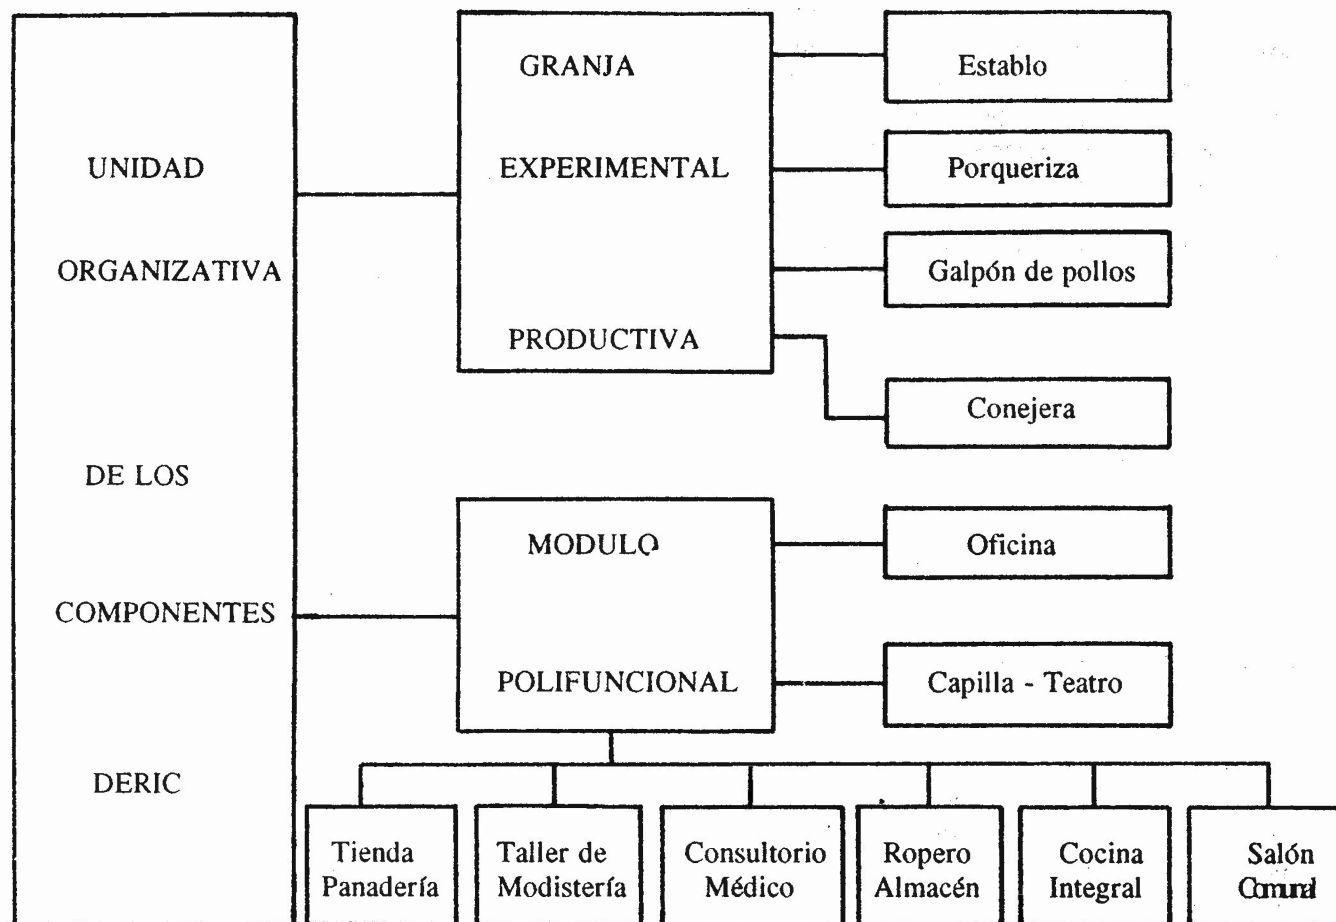 UNIDAD
ORGANIZATIVA
DE LOS
COMPONENTES
DERIC
GRANJA
EXPERIMENTAL
PRODUCTIVA
Establo
Porqueriza
Galpón de pollos
Conejera
MODULO
POLIFUNCIONAL
Oficina
Capilla - Teatro
Tienda
Panadería
Taller de
Modistería
Consultorio
Médico
Ropero
Almacén
Cocina
Integral
Salón
Comunal